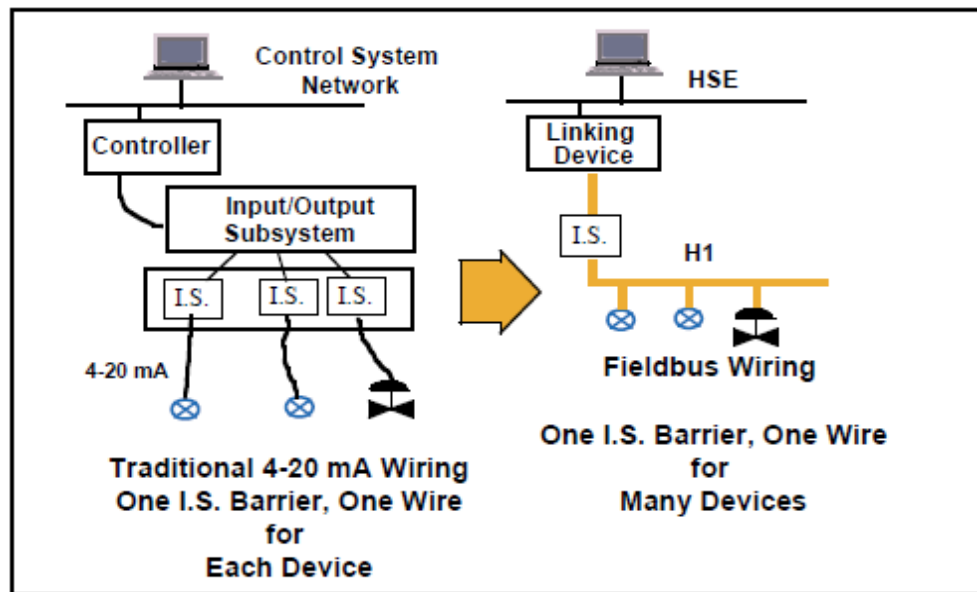 Control System
Network
Controller
Input/Output
Subsystem
I.S.
I.S.
I.S.
4-20 mA
Traditional 4-20 mA Wiring
One I.S. Barrier, One Wire
for
Each Device
HSE
Linking
Device
I.S.
H1
Fieldbus Wiring
One I.S. Barrier, One Wire
for
Many Devices